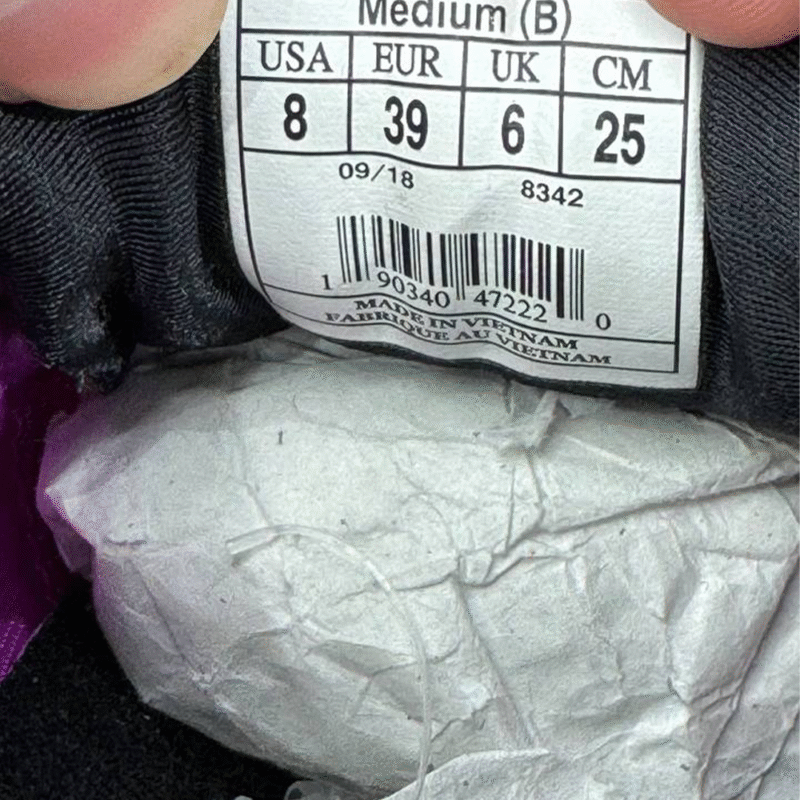 Medium (B)
USA EUR UK CM
8 39 6 25
09/18 8342
1 90340 47222 0
MADE IN VIETNAM
FABRIQUE AU VIETNAM